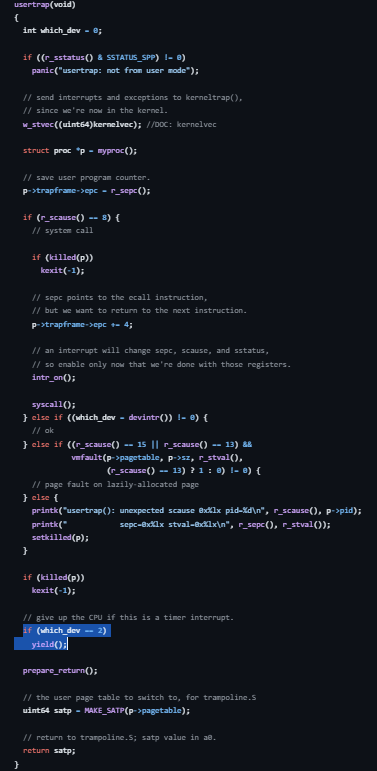 usertrap(void)
{
  int which_dev = 0;

  if ((r_sstatus() & SSTATUS_SPP) != 0)
    panic("usertrap: not from user mode");

  // send interrupts and exceptions to kerneltrap(),
  // since we're now in the kernel.
  w_stvec((uint64)kernelvec); //DOC: kernelvec

  struct proc *p = myproc();

  // save user program counter.
  p->trapframe->epc = r_sepc();

  if (r_scause() == 8) {
    // system call

    if (killed(p))
      kexit(-1);

    // sepc points to the ecall instruction,
    // but we want to return to the next instruction.
    p->trapframe->epc += 4;

    // an interrupt will change sepc, scause, and sstatus,
    // so enable only now that we're done with those registers.
    intr_on();

    syscall();
  } else if ((which_dev = devintr()) != 0) {
    // ok
  } else if ((r_scause() == 15 || r_scause() == 13) &&
             vmfault(p->pagetable, p->sz, r_stval(),
                     (r_scause() == 13) ? 1 : 0) != 0) {
    // page fault on lazily-allocated page
  } else {
    printk("usertrap(): unexpected scause 0x%lx pid=%d\n", r_scause(), p->pid);
    printk("            sepc=0x%lx stval=0x%lx\n", r_sepc(), r_stval());
    setkilled(p);
  }

  if (killed(p))
    kexit(-1);

  // give up the CPU if this is a timer interrupt.
  if (which_dev == 2)
    yield();

  prepare_return();

  // the user page table to switch to, for trampoline.S
  uint64 satp = MAKE_SATP(p->pagetable);

  // return to trampoline.S; satp value in a0.
  return satp;
}